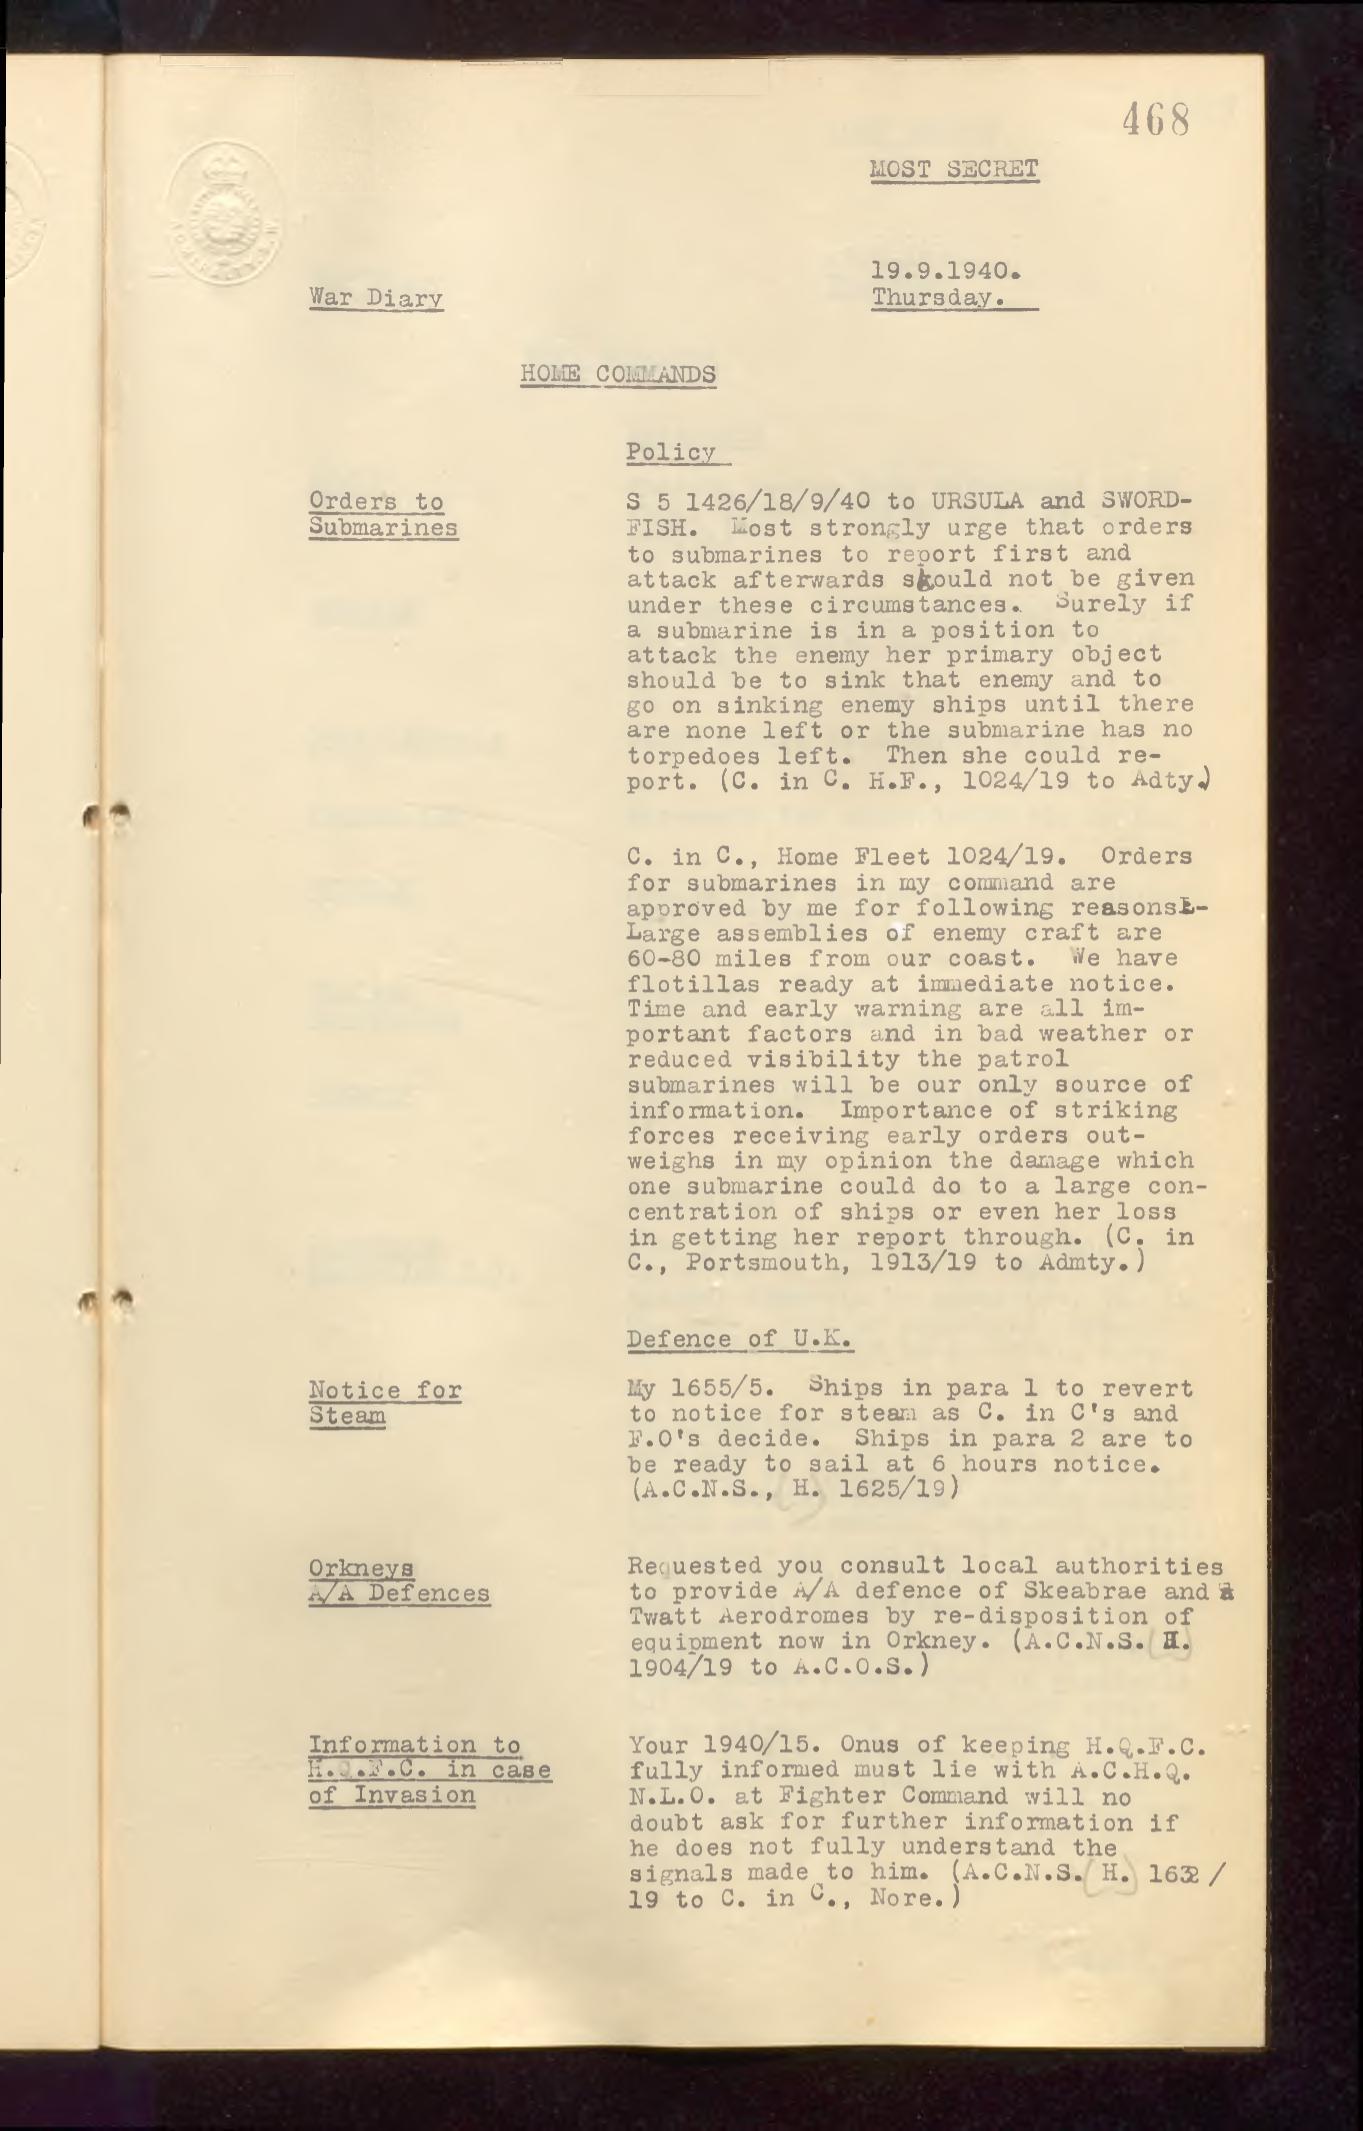 468
MOST SECRET
19.9.1940.
War Diary
Thursday.
HOME COMMANDS
Policy
Orders to
Submarines
S 5 1426/18/9/40 to URSULA and SWORD-
FISH. Most strongly urge that orders
to submarines to report first and
attack afterwards should not be given
under these circumstances. Surely if
a submarine is in a position to
attack the enemy her primary object
should be to sink that enemy and to
go on sinking enemy ships until there
are none left or the submarine has no
torpedoes left. Then she could re-
port. (C. in C. H.F., 1024/19 to Adty.)
C. in C., Home Fleet 1024/19. Orders
for submarines in my command are
approved by me for following reasons:-
Large assemblies of enemy craft are
60-80 miles from our coast. We have
flotillas ready at immediate notice.
Time and early warning are all im-
portant factors and in bad weather or
reduced visibility the patrol
submarines will be our only source of
information. Importance of striking
forces receiving early orders out-
weighs in my opinion the damage which
one submarine could do to a large con-
centration of ships or even her loss
in getting her report through. (C. in
C., Portsmouth, 1913/19 to Admty.)
Defence of U.K.
Notice for
Steam
My 1655/5. Ships in para 1 to revert
to notice for steam as C. in C's and
F.O's decide. Ships in para 2 are to
be ready to sail at 6 hours notice.
(A.C.N.S., H. 1625/19)
Orkneys
A/A Defences
Requested you consult local authorities
to provide A/A defence of Skeabrae and
Twatt Aerodromes by re-disposition of
equipment now in Orkney. (A.C.N.S.(H.)
1904/19 to A.C.O.S.)
Information to
H.Q.F.C. in case
of Invasion
Your 1940/15. Onus of keeping H.Q.F.C.
fully informed must lie with A.C.H.Q.
N.L.O. at Fighter Command will no
doubt ask for further information if
he does not fully understand the
signals made to him. (A.C.N.S.(H.) 1632/
19 to C. in C., Nore.)